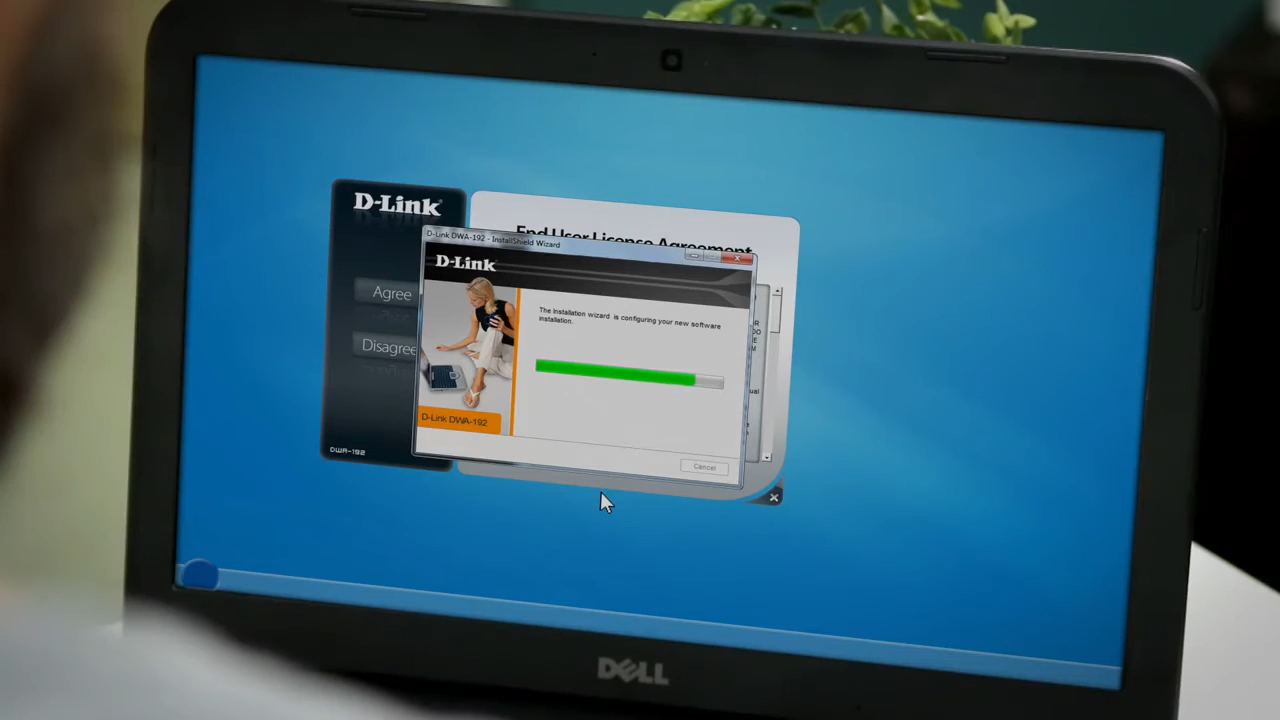 D-Link
End User License Agreement
D-Link DWA-192 - InstallShield Wizard
D-Link
Agree
The installation wizard is configuring your new software
installation.
Disagree
D-Link DWA-192
DWA-192
Cancel
DELL